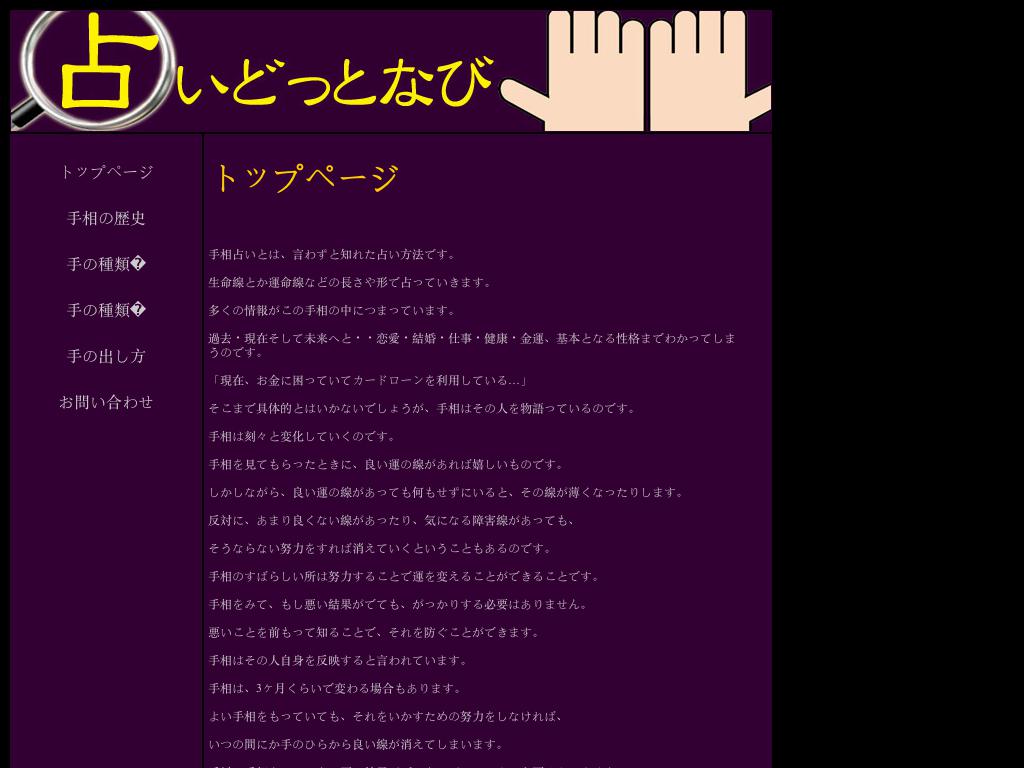 占いどっとなび
トップページ
手相の歴史
手の種類�
手の種類�
手の出し方
お問い合わせ
トップページ
手相占いとは、言わずと知れた占い方法です。
生命線とか運命線などの長さや形で占っていきます。
多くの情報がこの手相の中につまっています。
過去・現在そして未来へと・・恋愛・結婚・仕事・健康・金運、基本となる性格までわかってしま
うのです。
「現在、お金に困っていてカードローンを利用している…」
そこまで具体的とはいかないでしょうが、手相はその人を物語っているのです。
手相は刻々と変化していくのです。
手相を見てもらったときに、良い運の線があれば嬉しいものです。
しかしながら、良い運の線があっても何もせずにいると、その線が薄くなったりします。
反対に、あまり良くない線があったり、気になる障害線があっても、
そうならない努力をすれば消えていくということもあるのです。
手相のすばらしい所は努力することで運を変えることができることです。
手相をみて、もし悪い結果がでても、がっかりする必要はありません。
悪いことを前もって知ることで、それを防ぐことができます。
手相はその人自身を反映すると言われています。
手相は、3ヶ月くらいで変わる場合もあります。
よい手相をもっていても、それをいかすための努力をしなければ、
いつの間にか手のひらから良い線が消えてしまいます。